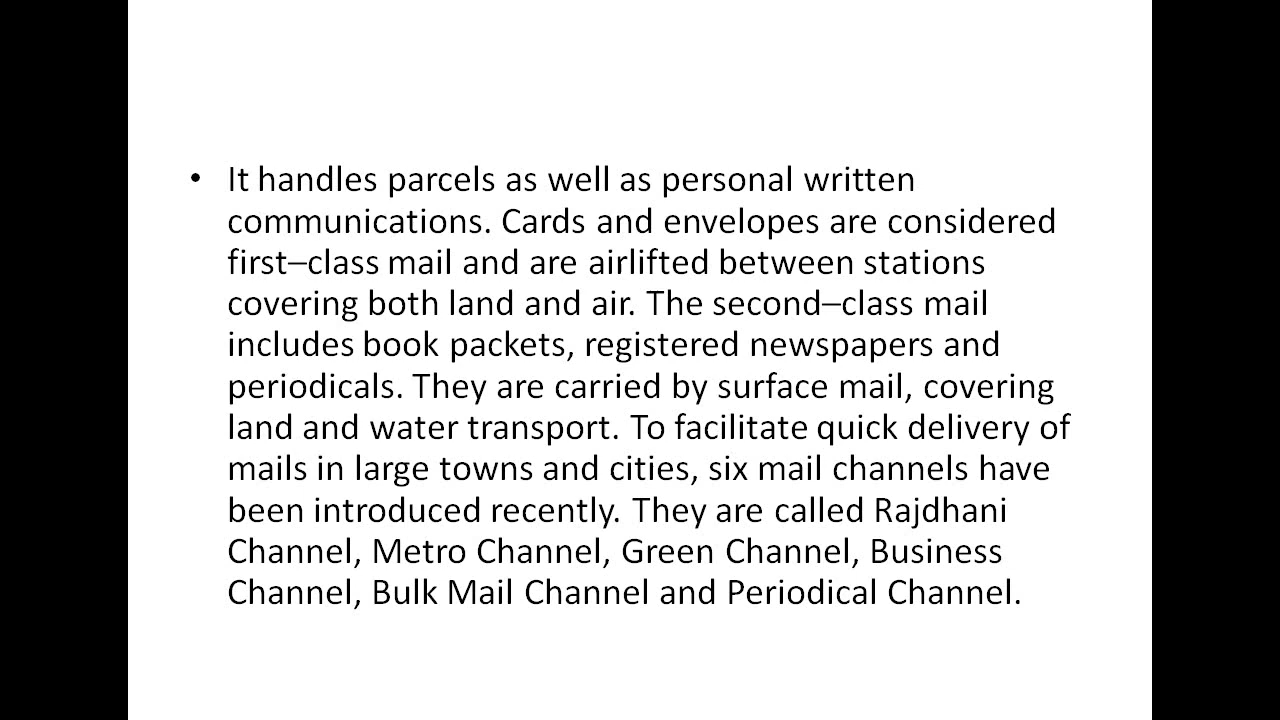 • It handles parcels as well as personal written
communications. Cards and envelopes are considered
first–class mail and are airlifted between stations
covering both land and air. The second–class mail
includes book packets, registered newspapers and
periodicals. They are carried by surface mail, covering
land and water transport. To facilitate quick delivery of
mails in large towns and cities, six mail channels have
been introduced recently. They are called Rajdhani
Channel, Metro Channel, Green Channel, Business
Channel, Bulk Mail Channel and Periodical Channel.